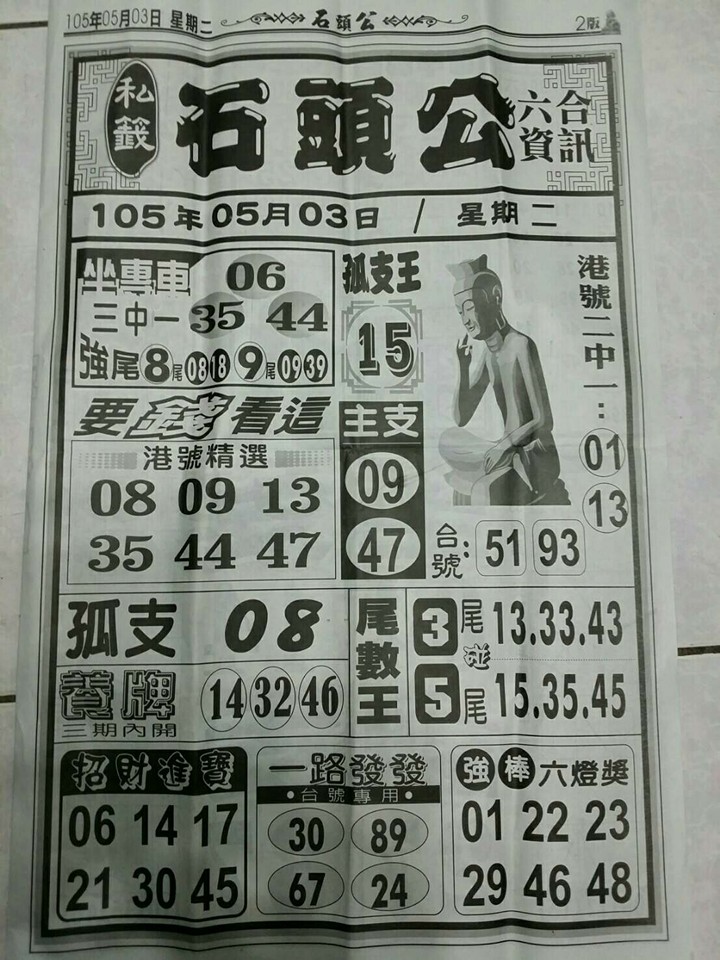 105年05月03日 星期二
石頭公
2版
私籤
石頭公
六合
資訊
105年05月03日 / 星期二
坐專車 06
三中一 35 44
強尾 8尾 08 18 9尾 09 39
孤支王
15
港號二中一：
01
13
要錢看這
港號精選
08 09 13
35 44 47
主支
09
47
台號： 51 93
孤支 08
養牌 14 32 46
三期內開
尾數王
3尾 13.33.43
5尾 15.35.45
招財進寶
06 14 17
21 30 45
一路發發
•台號專用•
30 89
67 24
強棒六燈獎
01 22 23
29 46 48